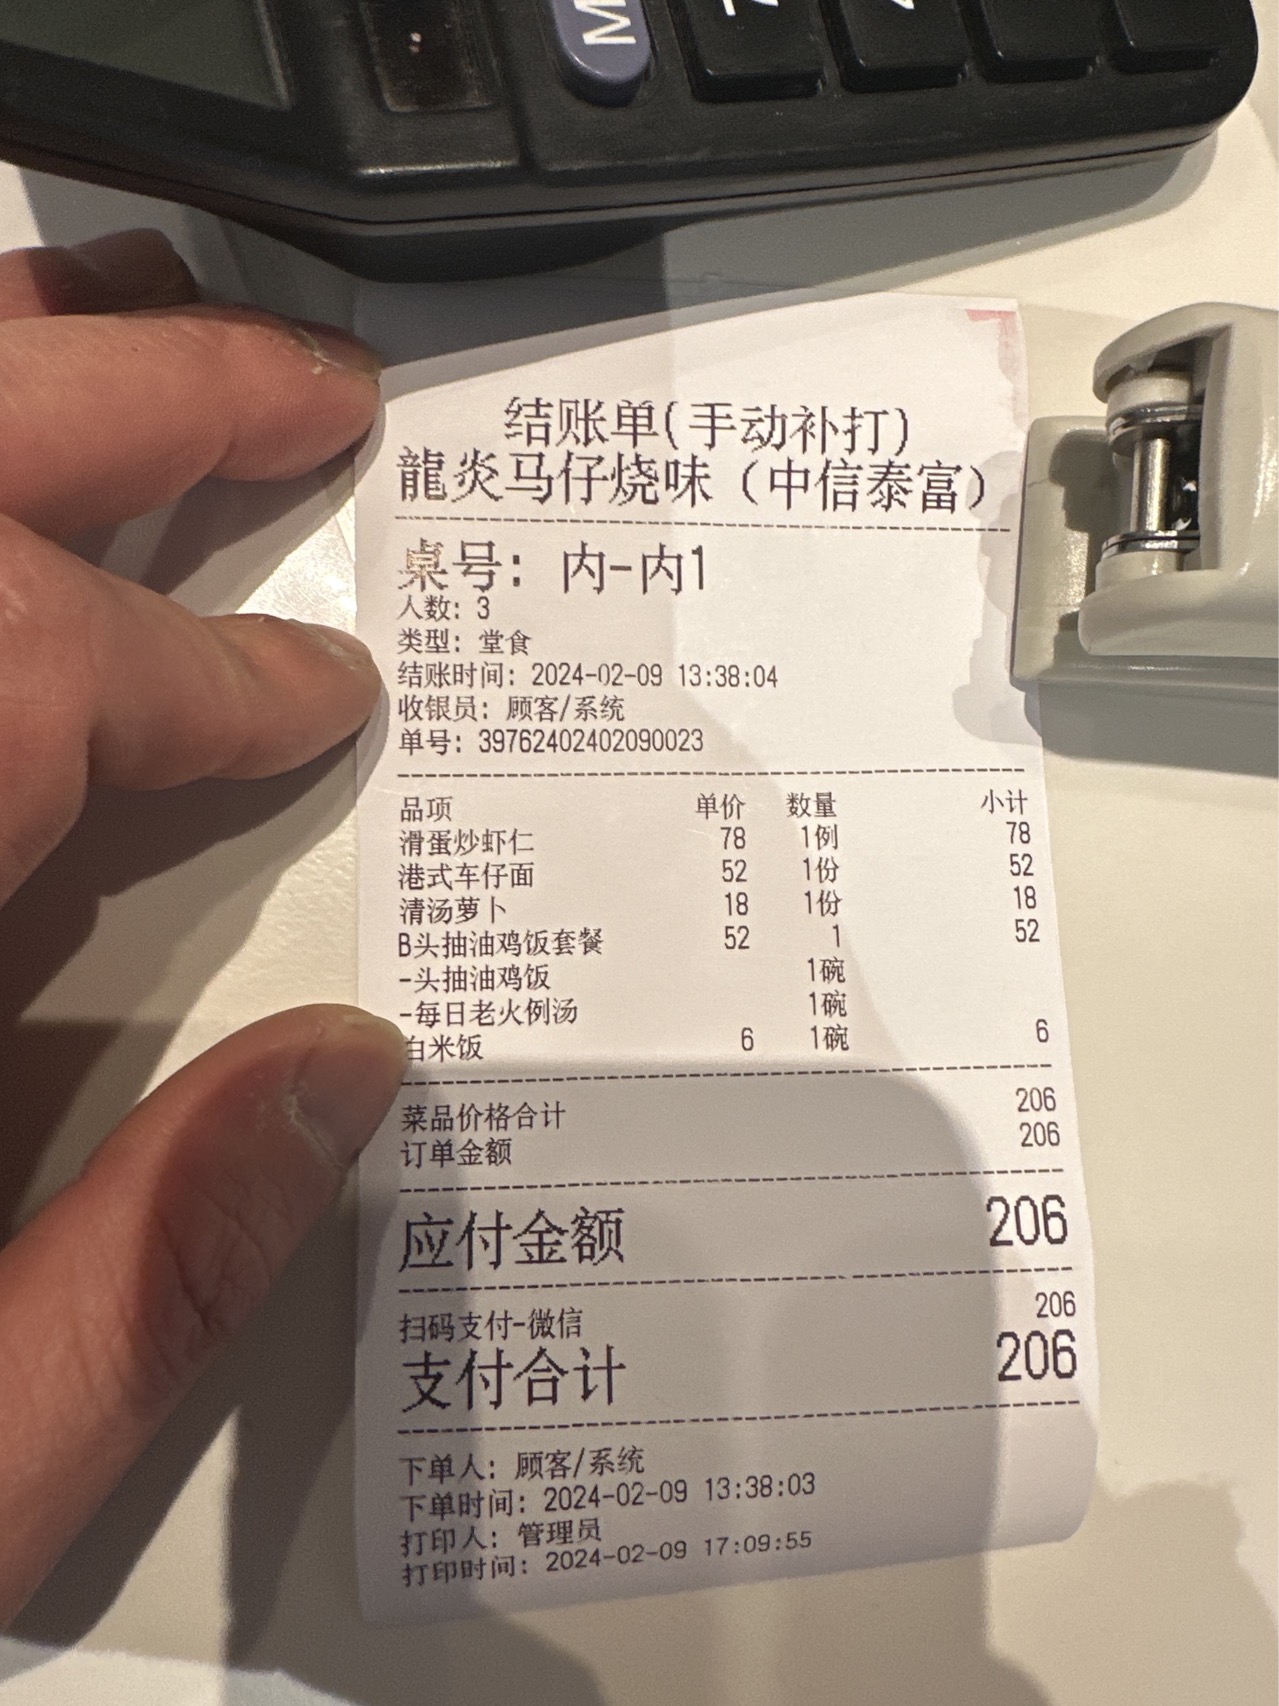 M
结账单(手动补打)
龍炎马仔烧味（中信泰富）
桌号: 内-内1
人数: 3
类型: 堂食
结账时间: 2024-02-09 13:38:04
收银员: 顾客/系统
单号: 39762402402090023
品项 单价 数量 小计
滑蛋炒虾仁 78 1例 78
港式车仔面 52 1份 52
清汤萝卜 18 1份 18
B头抽油鸡饭套餐 52 1 52
-头抽油鸡饭 1碗
-每日老火例汤 1碗
白米饭 6 1碗 6
菜品价格合计 206
订单金额 206
应付金额 206
扫码支付-微信 206
支付合计 206
下单人: 顾客/系统
下单时间: 2024-02-09 13:38:03
打印人: 管理员
打印时间: 2024-02-09 17:09:55